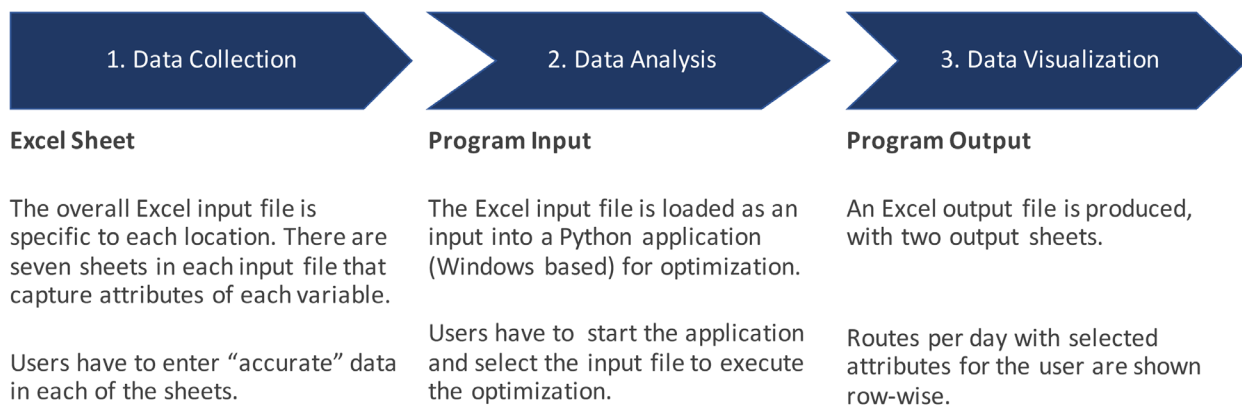 1. Data Collection
2. Data Analysis
3. Data Visualization
Excel Sheet
The overall Excel input file is
specific to each location. There are
seven sheets in each input file that
capture attributes of each variable.
Users have to enter “accurate” data
in each of the sheets.
Program Input
The Excel input file is loaded as an
input into a Python application
(Windows based) for optimization.
Users have to start the application
and select the input file to execute
the optimization.
Program Output
An Excel output file is produced,
with two output sheets.
Routes per day with selected
attributes for the user are shown
row-wise.